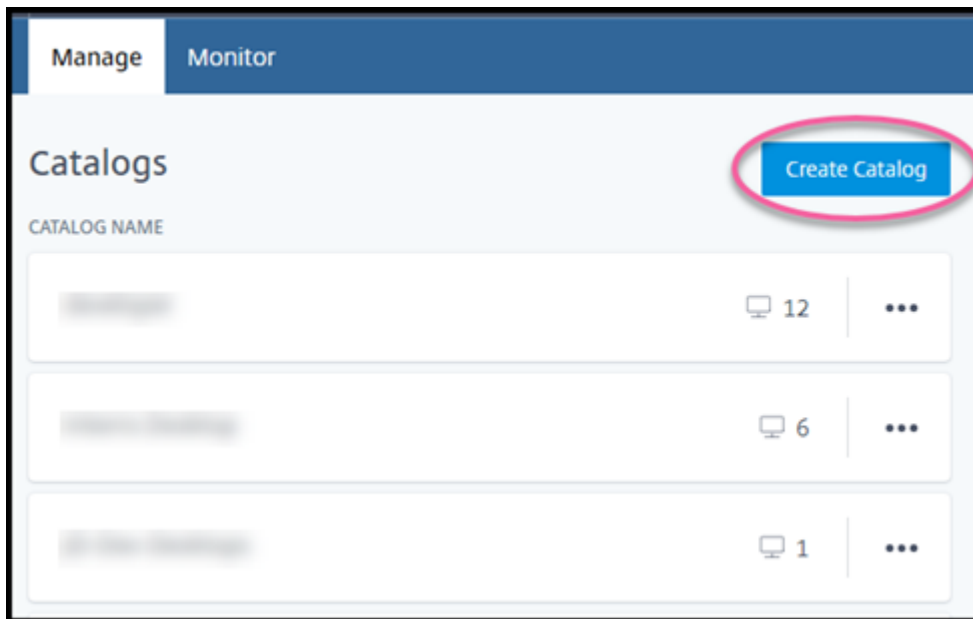 Manage Monitor
Catalogs
Create Catalog
CATALOG NAME
12
•••
6
•••
1
•••